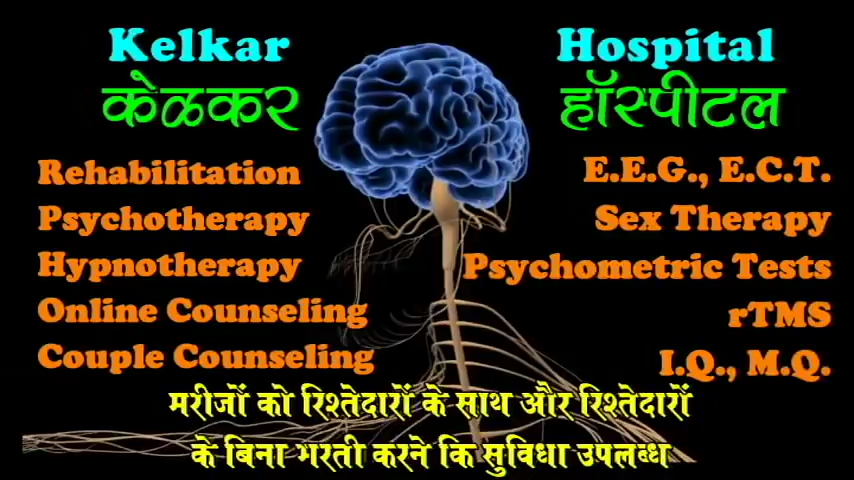 Kelkar Hospital
केळकर हॉस्पीटल
Rehabilitation
Psychotherapy
Hypnotherapy
Online Counseling
Couple Counseling
E.E.G., E.C.T.
Sex Therapy
Psychometric Tests
rTMS
I.Q., M.Q.
मरीजों को रिश्तेदारों के साथ और रिश्तेदारों
के बिना भरती करने कि सुविधा उपलब्ध